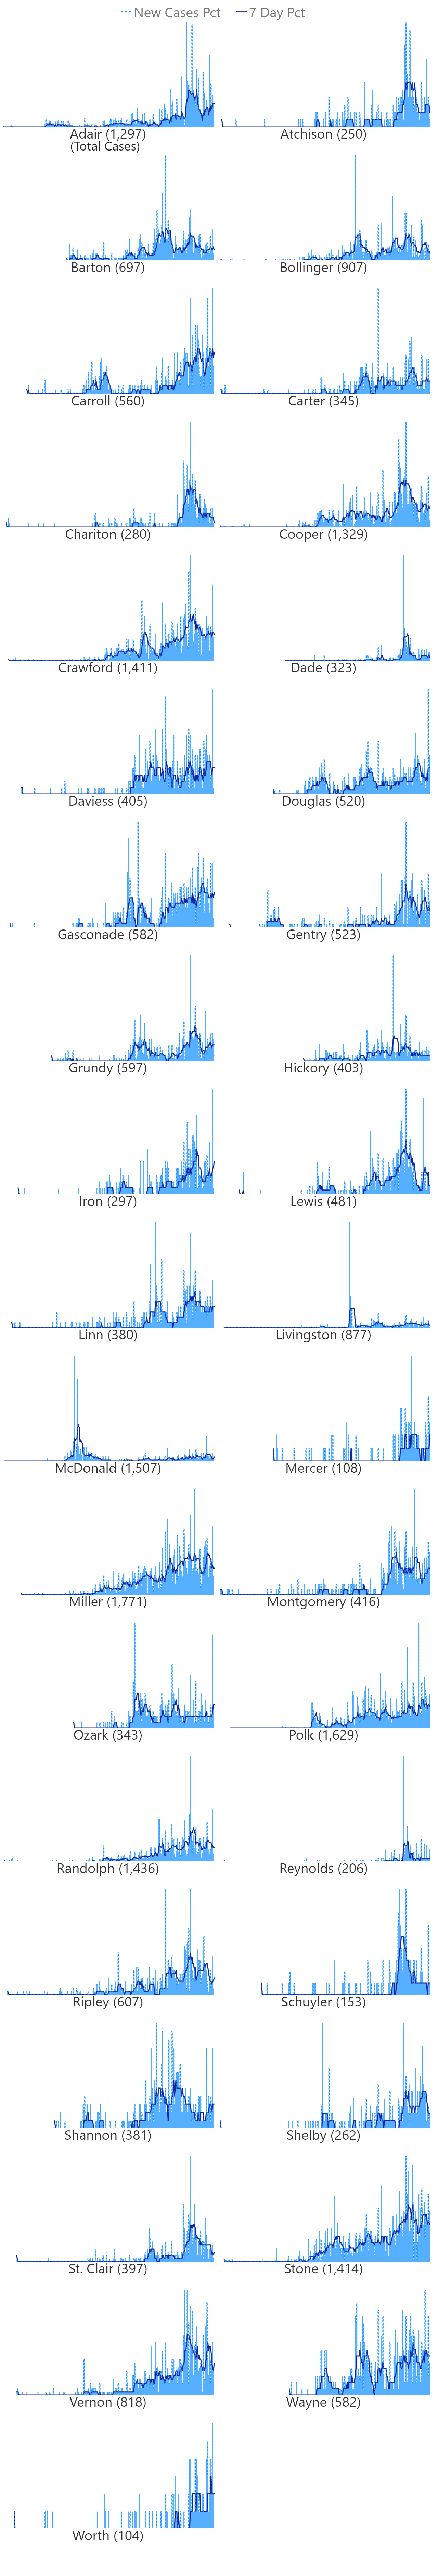 New Cases Pct 7 Day Pct
Adair (1,297) Atchison (250)
(Total Cases)
Barton (697) Bollinger (907)
Carroll (560) Carter (345)
Chariton (280) Cooper (1,329)
Crawford (1,411) Dade (323)
Daviess (405) Douglas (520)
Gasconade (582) Gentry (523)
Grundy (597) Hickory (403)
Iron (297) Lewis (481)
Linn (380) Livingston (877)
McDonald (1,507) Mercer (108)
Miller (1,771) Montgomery (416)
Ozark (343) Polk (1,629)
Randolph (1,436) Reynolds (206)
Ripley (607) Schuyler (153)
Shannon (381) Shelby (262)
St. Clair (397) Stone (1,414)
Vernon (818) Wayne (582)
Worth (104)